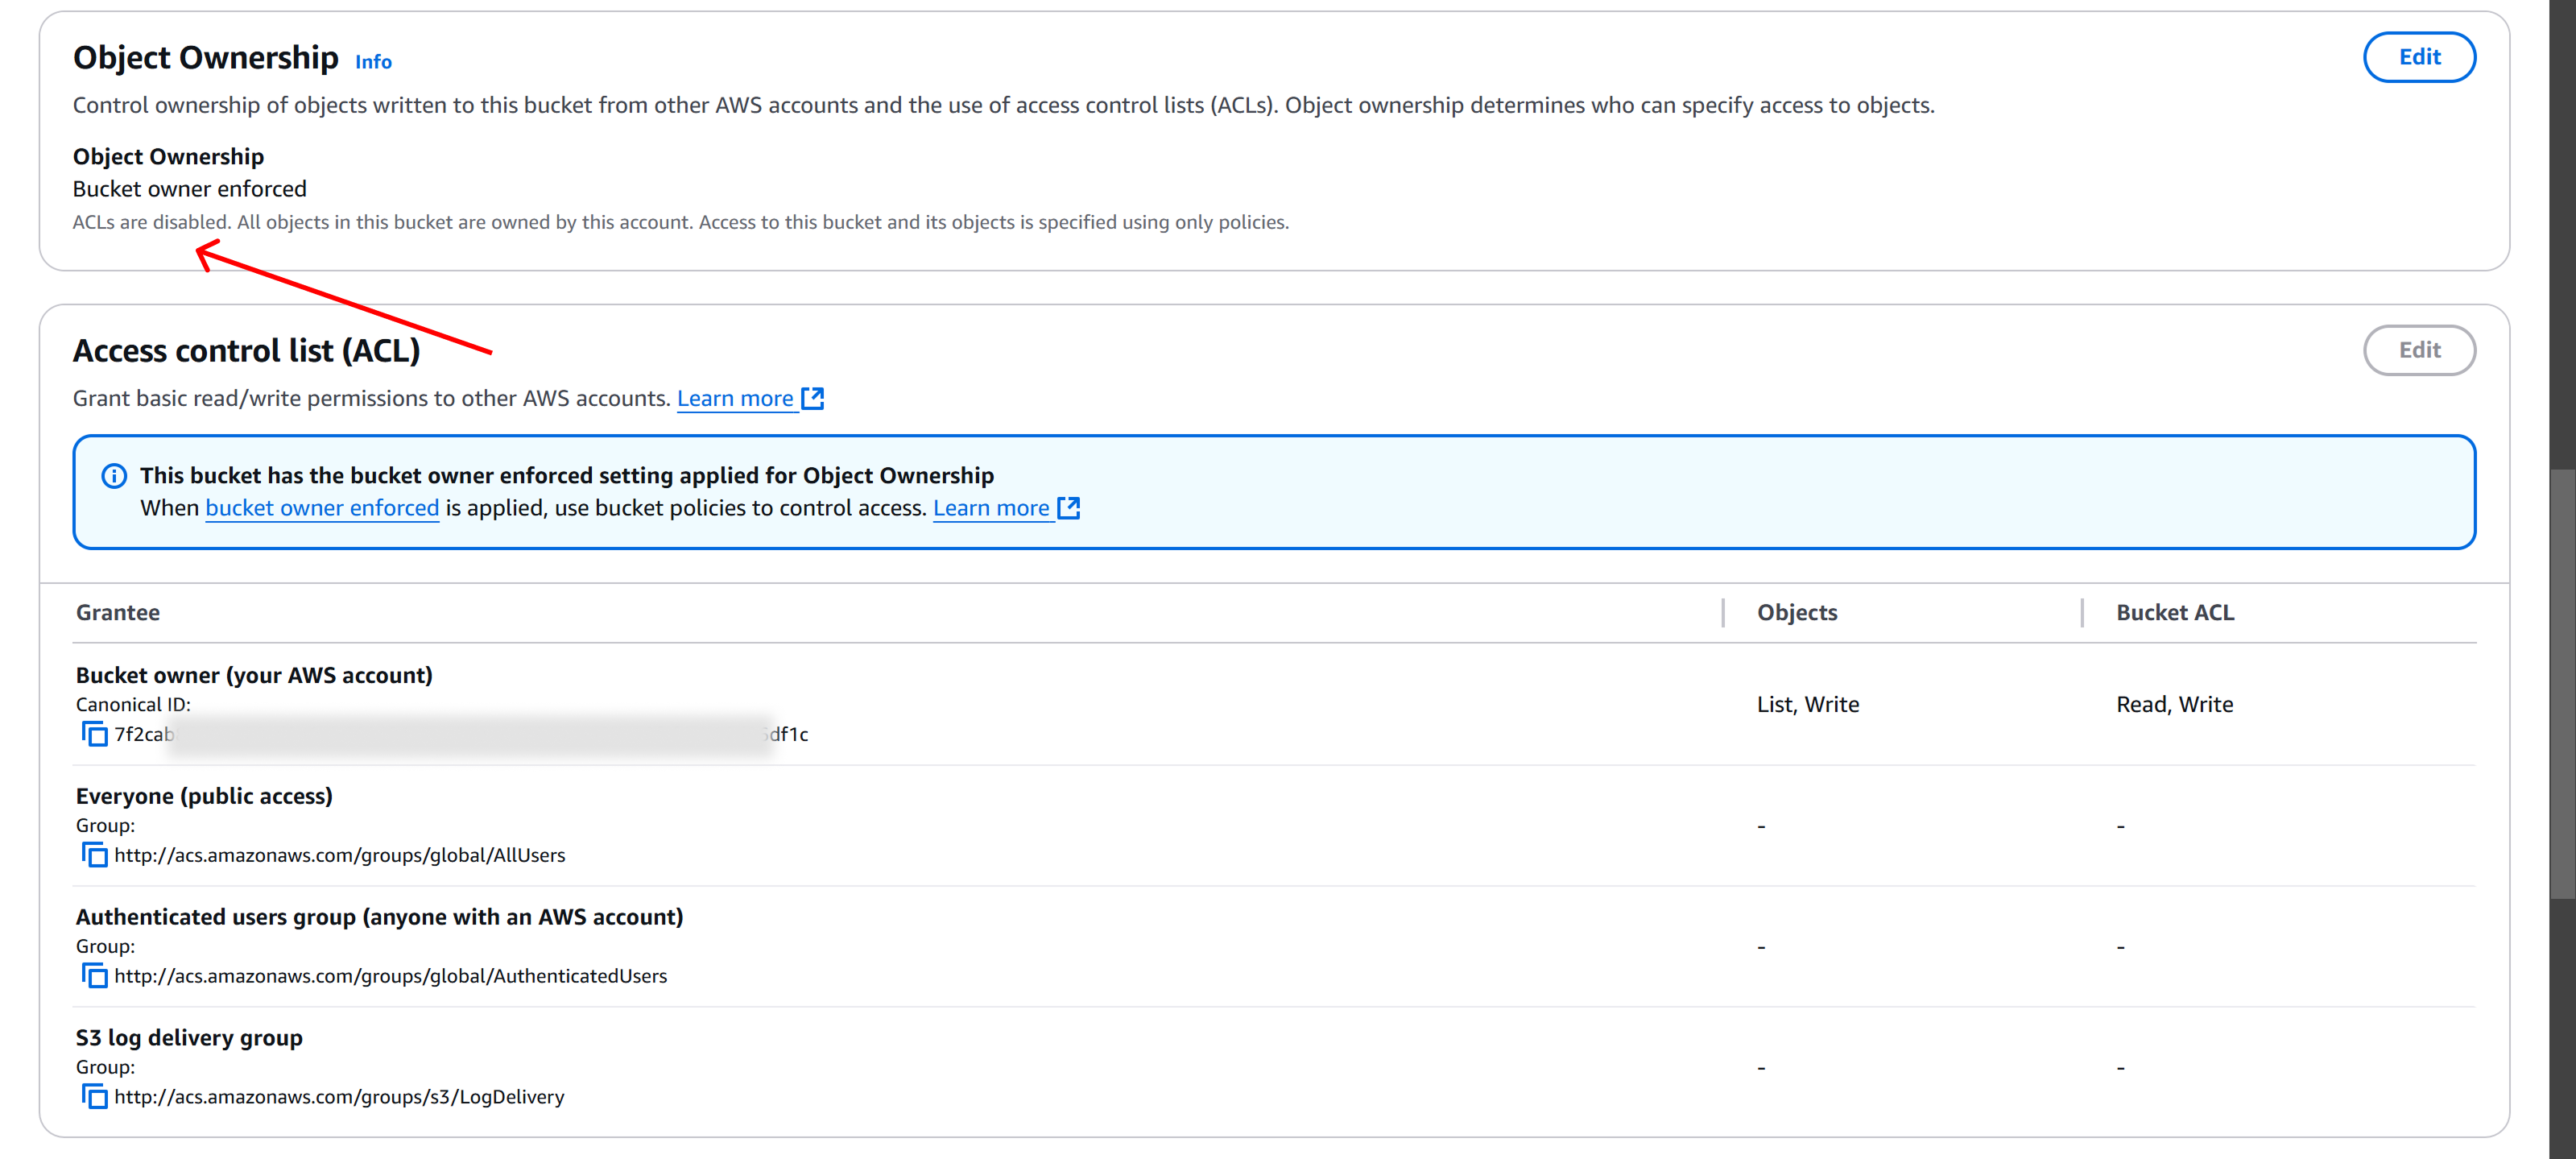 Object Ownership Info
Edit
Control ownership of objects written to this bucket from other AWS accounts and the use of access control lists (ACLs). Object ownership determines who can specify access to objects.
Object Ownership
Bucket owner enforced
ACLs are disabled. All objects in this bucket are owned by this account. Access to this bucket and its objects is specified using only policies.
Access control list (ACL)
Edit
Grant basic read/write permissions to other AWS accounts. Learn more
This bucket has the bucket owner enforced setting applied for Object Ownership
When bucket owner enforced is applied, use bucket policies to control access. Learn more
Grantee
Objects
Bucket ACL
Bucket owner (your AWS account)
Canonical ID:
7f2cab
df1c
List, Write
Read, Write
Everyone (public access)
Group:
http://acs.amazonaws.com/groups/global/AllUsers
-
-
Authenticated users group (anyone with an AWS account)
Group:
http://acs.amazonaws.com/groups/global/AuthenticatedUsers
-
-
S3 log delivery group
Group:
http://acs.amazonaws.com/groups/s3/LogDelivery
-
-